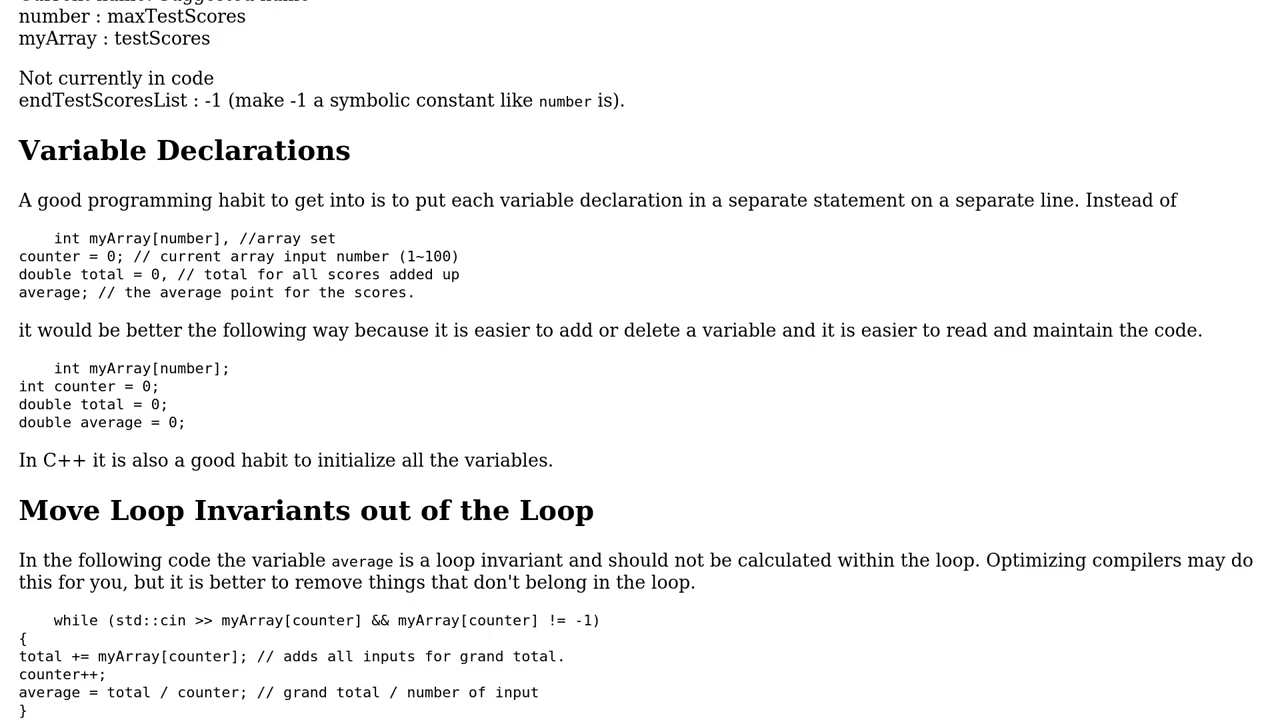 number : maxTestScores
myArray : testScores
Not currently in code
endTestScoresList : -1 (make -1 a symbolic constant like number is).
Variable Declarations
A good programming habit to get into is to put each variable declaration in a separate statement on a separate line. Instead of
int myArray[number], //array set
counter = 0; // current array input number (1~100)
double total = 0, // total for all scores added up
average; // the average point for the scores.
it would be better the following way because it is easier to add or delete a variable and it is easier to read and maintain the code.
int myArray[number];
int counter = 0;
double total = 0;
double average = 0;
In C++ it is also a good habit to initialize all the variables.
Move Loop Invariants out of the Loop
In the following code the variable average is a loop invariant and should not be calculated within the loop. Optimizing compilers may do
this for you, but it is better to remove things that don't belong in the loop.
while (std::cin >> myArray[counter] && myArray[counter] != -1)
{
total += myArray[counter]; // adds all inputs for grand total.
counter++;
average = total / counter; // grand total / number of input
}